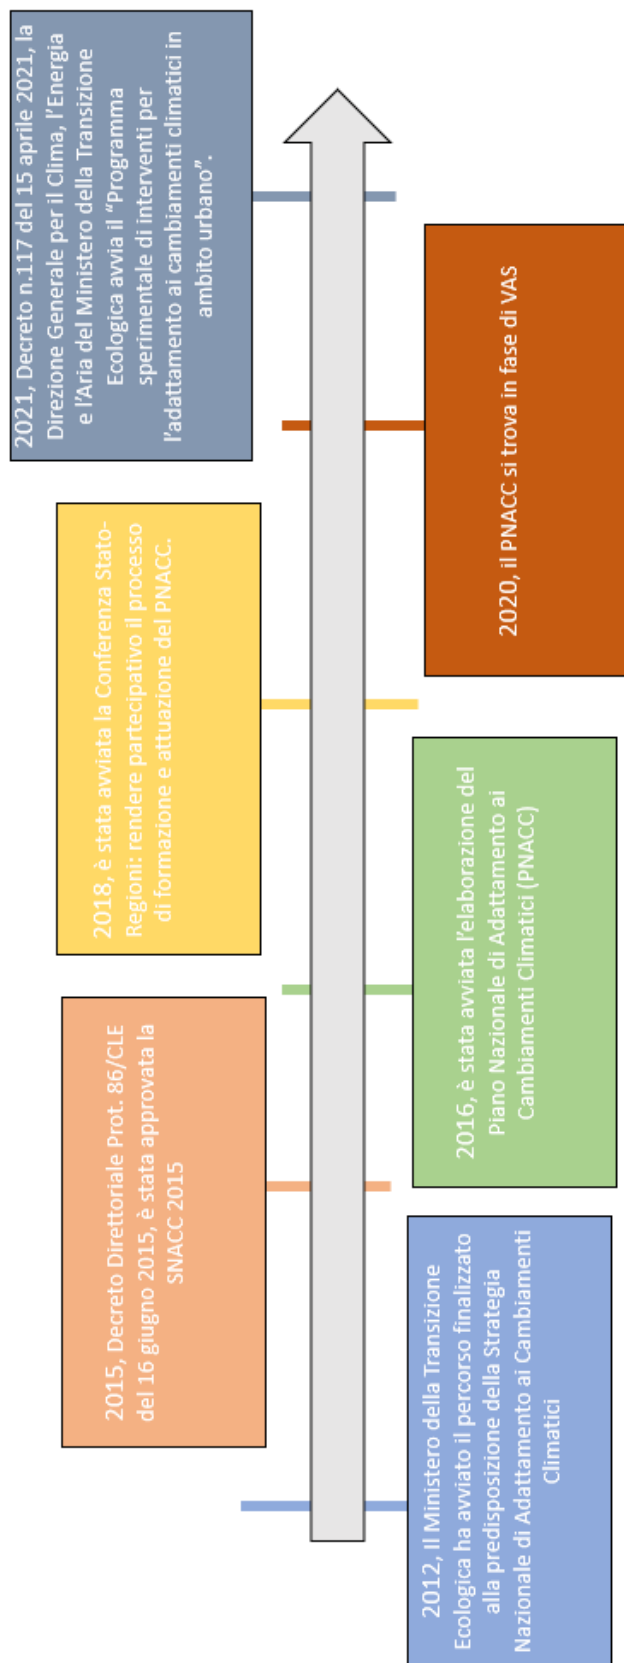 2012, Il Ministero della Transizione
Ecologica ha avviato il percorso finalizzato
alla predisposizione della Strategia
Nazionale di Adattamento ai Cambiamenti
Climatici
2015, Decreto Direttoriale Prot. 86/CLE
del 16 giugno 2015, è stata approvata la
SNACC 2015
2016, è stata avviata l'elaborazione del
Piano Nazionale di Adattamento ai
Cambiamenti Climatici (PNACC)
2018, è stata avviata la Conferenza Stato-
Regioni: rendere partecipativo il processo
di formazione e attuazione del PNACC.
2020, il PNACC si trova in fase di VAS
2021, Decreto n.117 del 15 aprile 2021, la
Direzione Generale per il Clima, l'Energia
e l'Aria del Ministero della Transizione
Ecologica avvia il "Programma
sperimentale di interventi per
l'adattamento ai cambiamenti climatici in
ambito urbano".